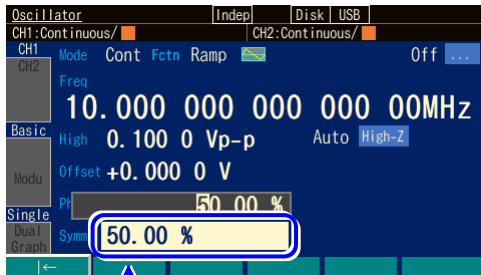 Oscillator Indep Disk USB
CH1:Continuous/ CH2:Continuous/
CH1 Mode Cont Fctn Ramp Off ...
CH2
Freq
10.000 000 000 000 00MHz
Basic High 0.100 0 Vp-p Auto High-Z
Modu Offset +0.000 0 V
Ph 50.00 %
Single
Dual Symm 50.00 %
Graph
|←